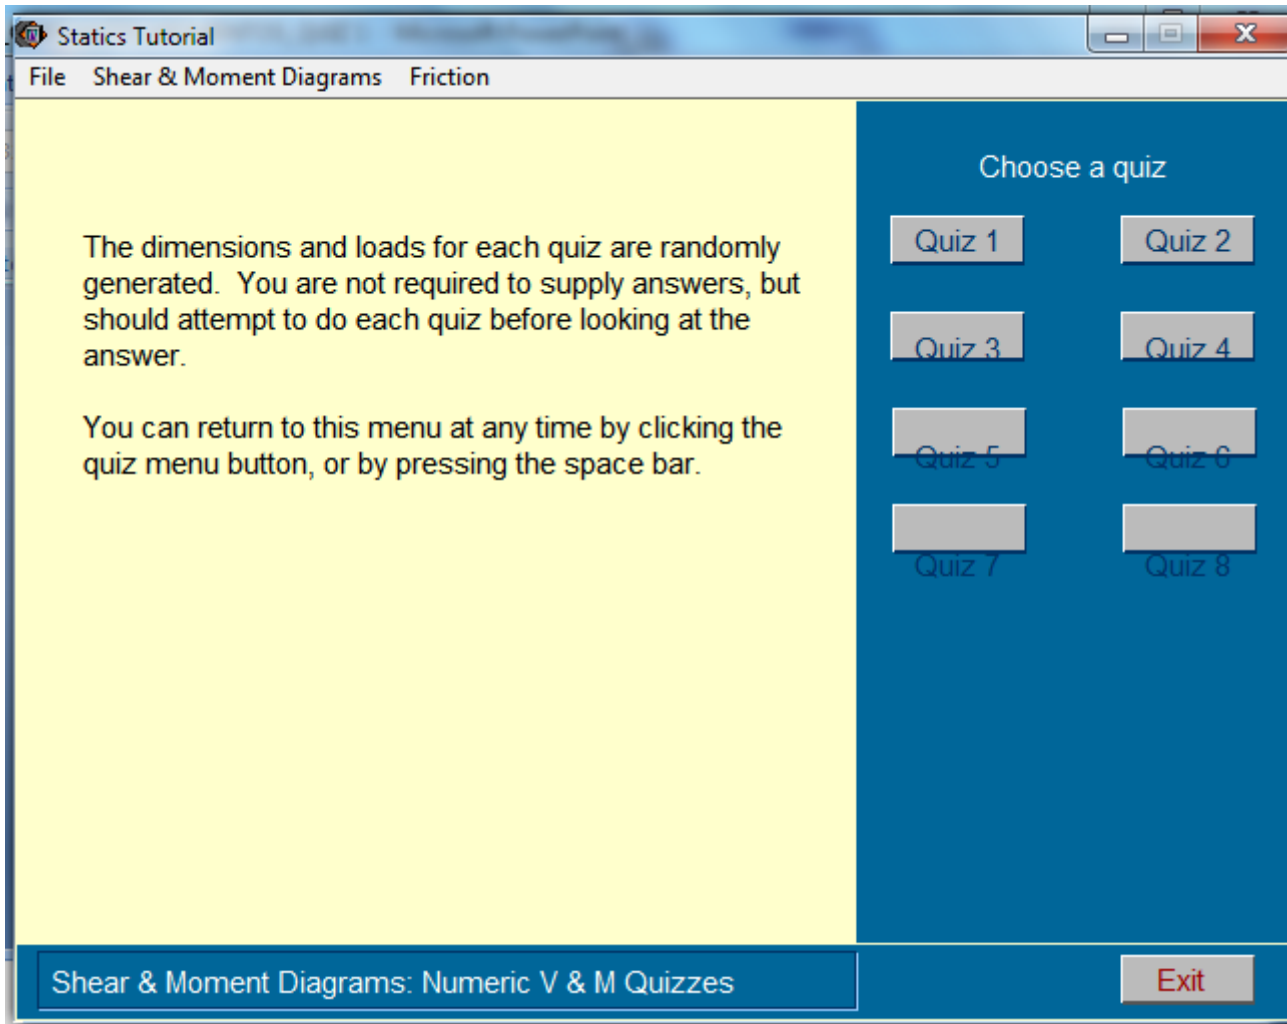 Statics Tutorial
File Shear & Moment Diagrams Friction
Choose a quiz
The dimensions and loads for each quiz are randomly
generated. You are not required to supply answers, but
should attempt to do each quiz before looking at the
answer.
You can return to this menu at any time by clicking the
quiz menu button, or by pressing the space bar.
Quiz 1 Quiz 2
Quiz 3 Quiz 4
Quiz 5 Quiz 6
Quiz 7 Quiz 8
Shear & Moment Diagrams: Numeric V & M Quizzes
Exit